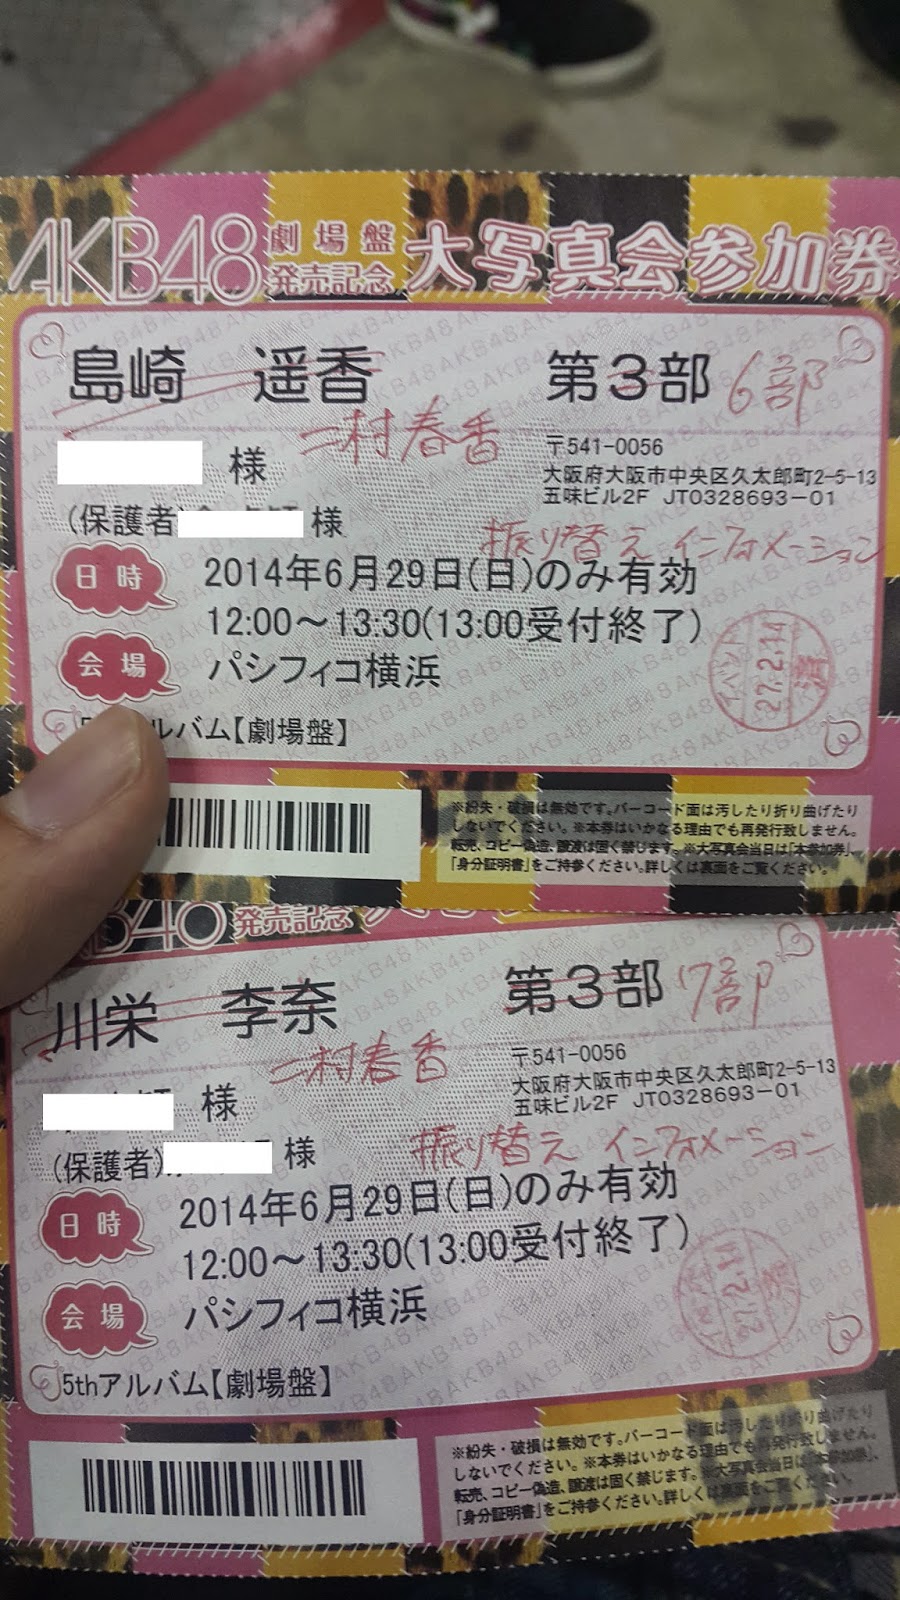 AKB48 劇場盤発売記念 大写真会参加券
島崎 遥香 第3部 6部
二村春香
様
〒541-0056
大阪府大阪市中央区久太郎町2-5-13
五味ビル2F JT0328693-01
(保護者) 様
振り替え インフォメーション
日時 2014年6月29日(日)のみ有効
12:00～13:30(13:00受付終了)
会場 パシフィコ横浜
イベント 27.2.14 済
アルバム【劇場盤】
※紛失・破損は無効です。バーコード面は汚したり折り曲げたり
しないでください。※本券はいかなる理由でも再発行致しません。
転売、コピー偽造、譲渡は固く禁じます。※大写真会当日は「本参加券」、
「身分証明書」をご持参ください。詳しくは裏面をご覧ください。
発売記念
川栄 李奈 第3部 7部
二村春香
様
〒541-0056
大阪府大阪市中央区久太郎町2-5-13
五味ビル2F JT0328693-01
(保護者) 様
振り替え インフォメーション
日時 2014年6月29日(日)のみ有効
12:00～13:30(13:00受付終了)
会場 パシフィコ横浜
5thアルバム【劇場盤】
※紛失・破損は無効です。バーコード面は汚したり折り曲げたり
しないでください。※本券はいかなる理由でも再発行致しません。
転売、コピー偽造、譲渡は固く禁じます。※大写真会当日は「本参加券」、
「身分証明書」をご持参ください。詳しくは裏面をご覧ください。